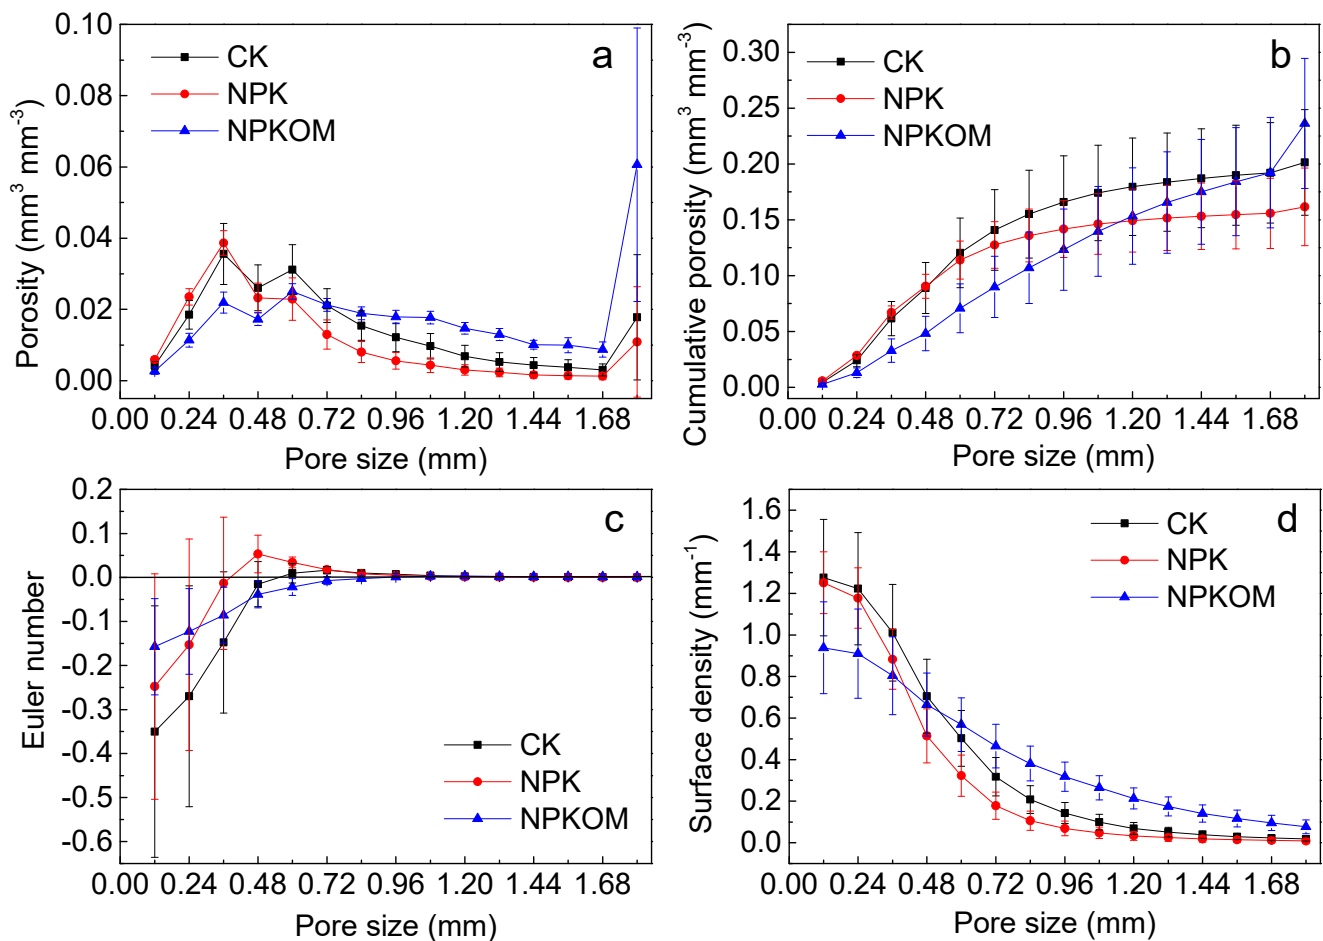 a
CK
NPK
NPKOM
0.10
0.08
0.06
0.04
0.02
0.00
Porosity (mm³ mm⁻³)
0.00 0.24 0.48 0.72 0.96 1.20 1.44 1.68
Pore size (mm)
b
CK
NPK
NPKOM
0.30
0.25
0.20
0.15
0.10
0.05
0.00
Cumulative porosity (mm³ mm⁻³)
0.00 0.24 0.48 0.72 0.96 1.20 1.44 1.68
Pore size (mm)
c
0.2
0.1
0.0
-0.1
-0.2
-0.3
-0.4
-0.5
-0.6
Euler number
CK
NPK
NPKOM
0.00 0.24 0.48 0.72 0.96 1.20 1.44 1.68
Pore size (mm)
d
CK
NPK
NPKOM
1.6
1.4
1.2
1.0
0.8
0.6
0.4
0.2
0.0
Surface density (mm⁻¹)
0.00 0.24 0.48 0.72 0.96 1.20 1.44 1.68
Pore size (mm)